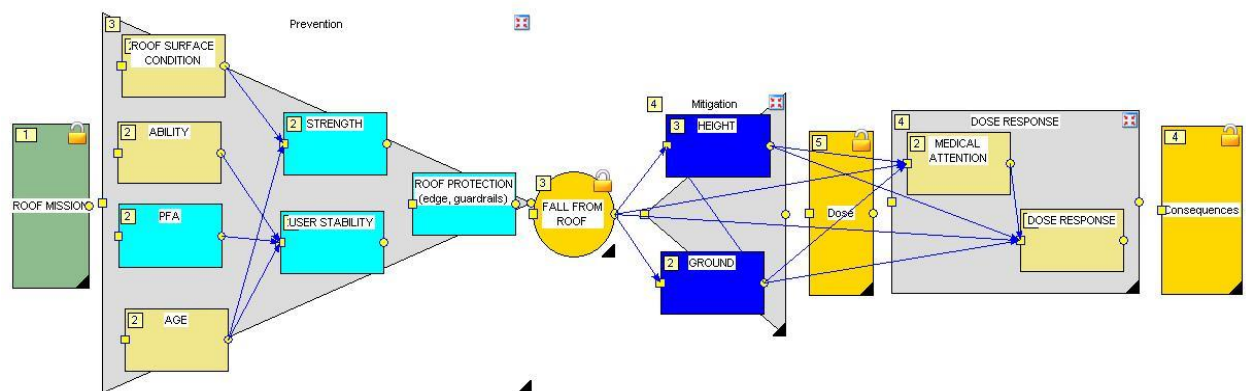 1
ROOF MISSION
3
Prevention
ROOF SURFACE
CONDITION
2
ABILITY
2
PFA
2
AGE
2
STRENGTH
USER STABILITY
ROOF PROTECTION
(edge, guardrails)
3
FALL FROM
ROOF
4
Mitigation
3
HEIGHT
2
GROUND
5
Dose
4
DOSE RESPONSE
2
MEDICAL
ATTENTION
DOSE RESPONSE
4
Consequences